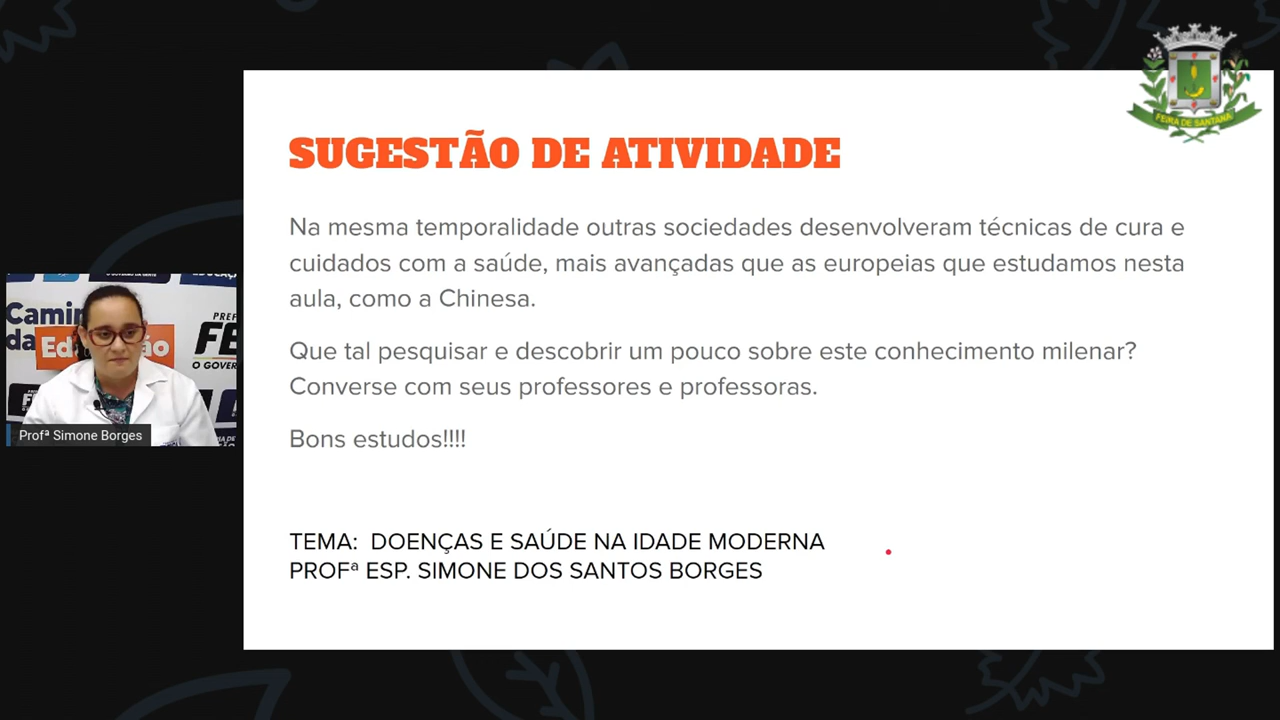 FEIRA DE SANTANA
SUGESTÃO DE ATIVIDADE
Na mesma temporalidade outras sociedades desenvolveram técnicas de cura e
cuidados com a saúde, mais avançadas que as europeias que estudamos nesta
aula, como a Chinesa.
Que tal pesquisar e descobrir um pouco sobre este conhecimento milenar?
Converse com seus professores e professoras.
Bons estudos!!!!
TEMA: DOENÇAS E SAÚDE NA IDADE MODERNA
PROFª ESP. SIMONE DOS SANTOS BORGES
Profª Simone Borges